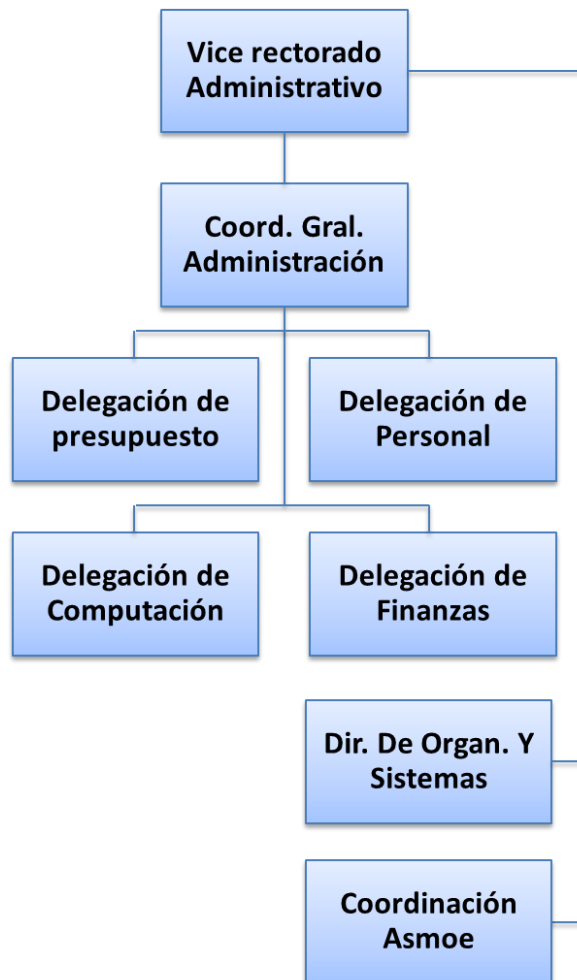 Vice rectorado
Administrativo
Coord. Gral.
Administración
Delegación de
presupuesto
Delegación de
Personal
Delegación de
Computación
Delegación de
Finanzas
Dir. De Organ. Y
Sistemas
Coordinación
Asmoe